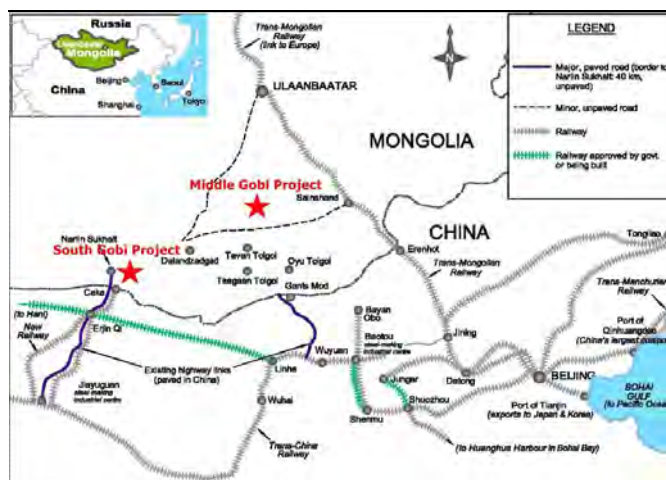 Russia
Ulaanbaatar
Mongolia
China
Beijing
Seoul
Shanghai
Tokyo
Trans-Mongolian
Railway
(link to Europe)
ULAANBAATAR
MONGOLIA
LEGEND
Major, paved road (border to
Nariin Sukhait: 40 km,
unpaved)
Minor, unpaved road
Railway
Railway approved by govt.
or being built
Middle Gobi Project
Sainshand
CHINA
Nariin Sukhait
South Gobi Project
Dalandzadgad
Tavan Tolgoi
Tsagaan Tolgoi
Oyu Tolgoi
Gants Mod
Erenhot
Trans-Mongolian
Railway
Tongliao
Trans-Manchurian
Railway
Ceke
(to Hami)
New
Railway
Ejin Qi
Bayan
Obo
Baotou
steel making
industrial centre
Jining
Port of
Qinhuangdao
(China's largest
Existing highway links
(paved in China)
Linhe
Wuyuan
Jungar
Datong
BEIJING
BOHAI
GULF
(to Pacific Ocean)
Jiayuguan
steel making
industrial centre
Wuhai
Shenmu
Shuozhou
Port of Tianjin
(exports to Japan & Korea)
Trans-China
Railway
(to Huanghua Harbour in Bohai Bay)